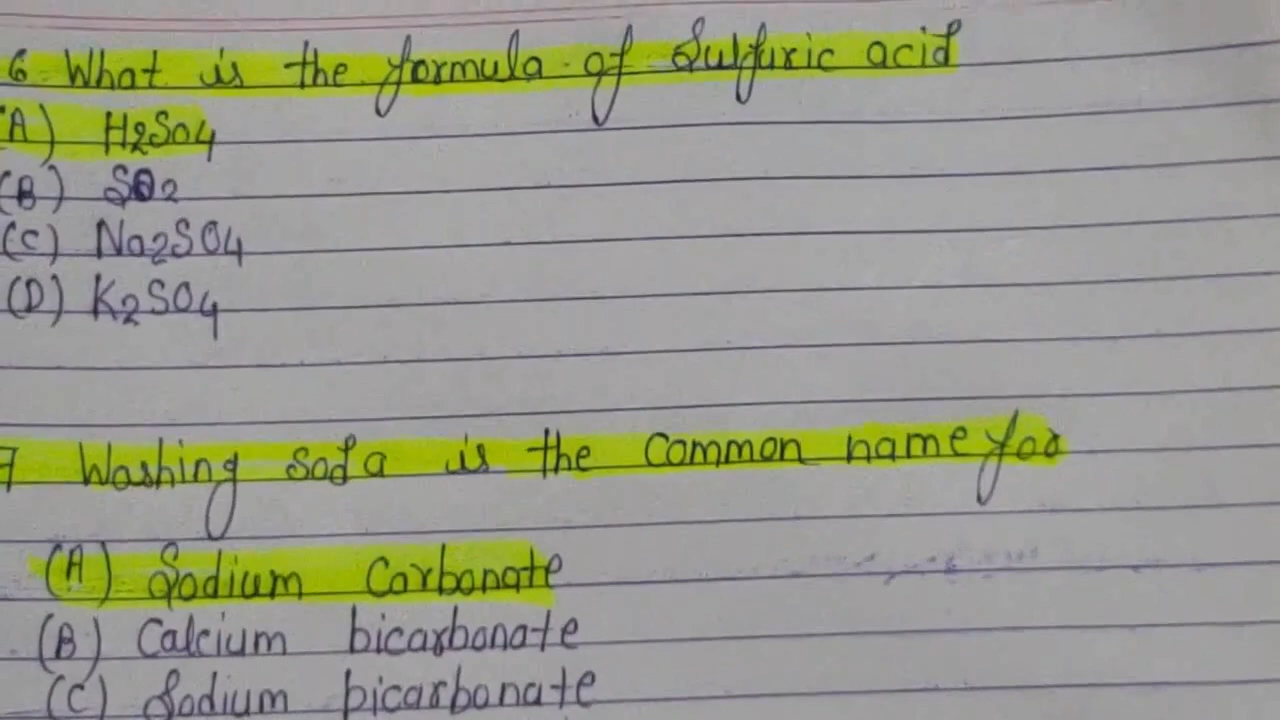 6 What is the formula of Sulfuric acid
(A) H2SO4
(B) SO2
(C) Na2SO4
(D) K2SO4
7 Washing soda is the common name for
(A) Sodium Carbonate
(B) Calcium bicarbonate
(C) Sodium bicarbonate